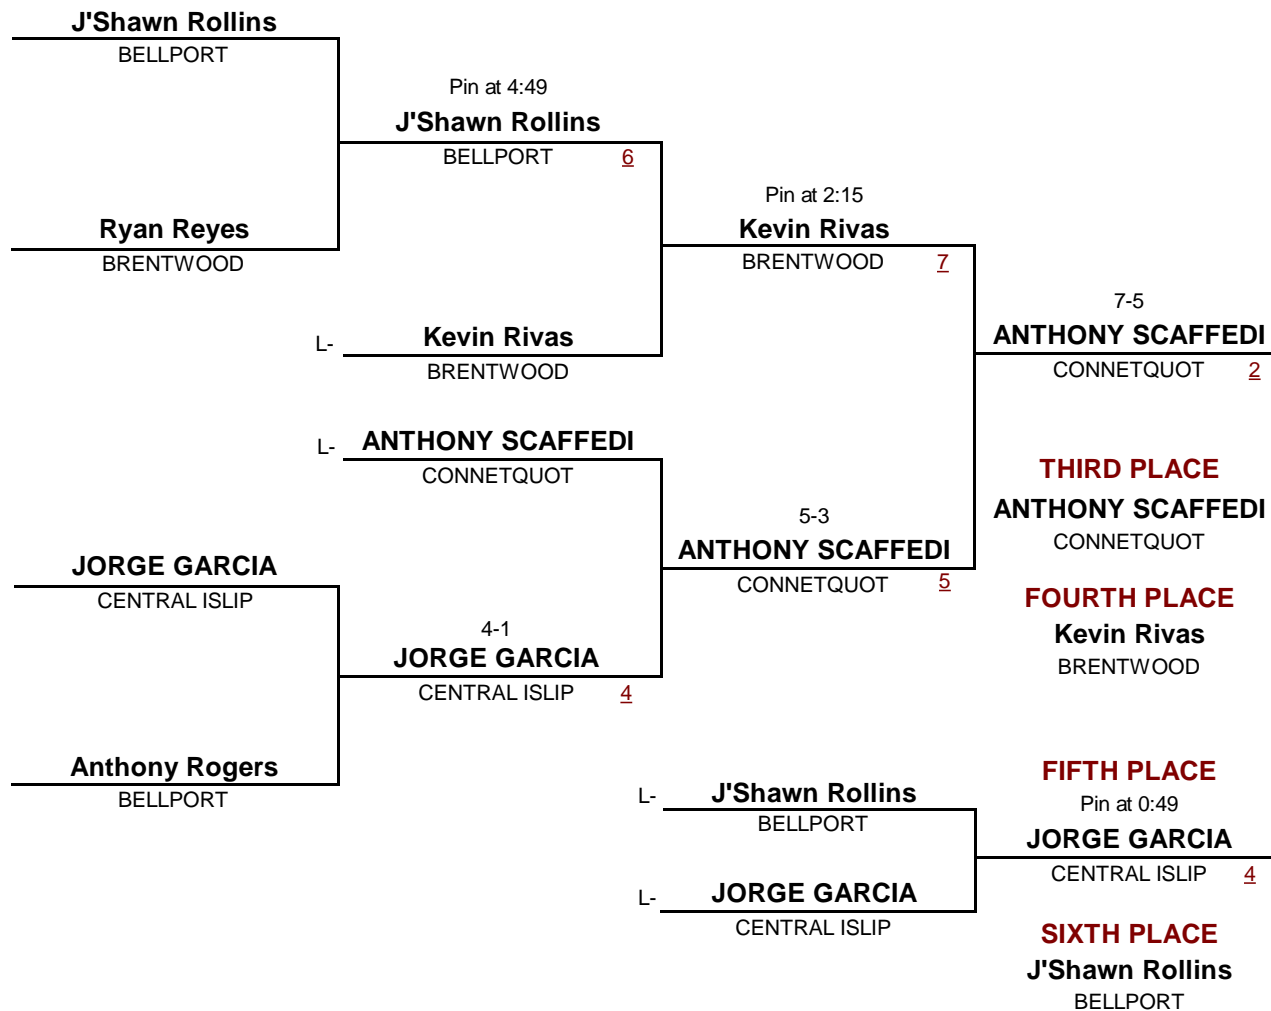 J'Shawn Rollins
BELLPORT
Pin at 4:49
J'Shawn Rollins
BELLPORT 6
Ryan Reyes
BRENTWOOD
Pin at 2:15
Kevin Rivas
BRENTWOOD 7
L- Kevin Rivas
BRENTWOOD
7-5
ANTHONY SCAFFEDI
CONNETQUOT 2
L- ANTHONY SCAFFEDI
CONNETQUOT
THIRD PLACE
ANTHONY SCAFFEDI
CONNETQUOT
5-3
ANTHONY SCAFFEDI
CONNETQUOT 5
JORGE GARCIA
CENTRAL ISLIP
FOURTH PLACE
Kevin Rivas
BRENTWOOD
4-1
JORGE GARCIA
CENTRAL ISLIP 4
Anthony Rogers
BELLPORT
L- J'Shawn Rollins
BELLPORT
FIFTH PLACE
Pin at 0:49
JORGE GARCIA
CENTRAL ISLIP 4
L- JORGE GARCIA
CENTRAL ISLIP
SIXTH PLACE
J'Shawn Rollins
BELLPORT